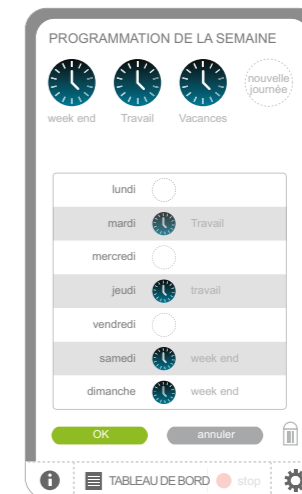 PROGRAMMATION DE LA SEMAINE
nouvelle
journée
week end Travail Vacances
lundi
mardi Travail
mercredi
jeudi travail
vendredi
samedi week end
dimanche week end
OK annuler
i TABLEAU DE BORD stop